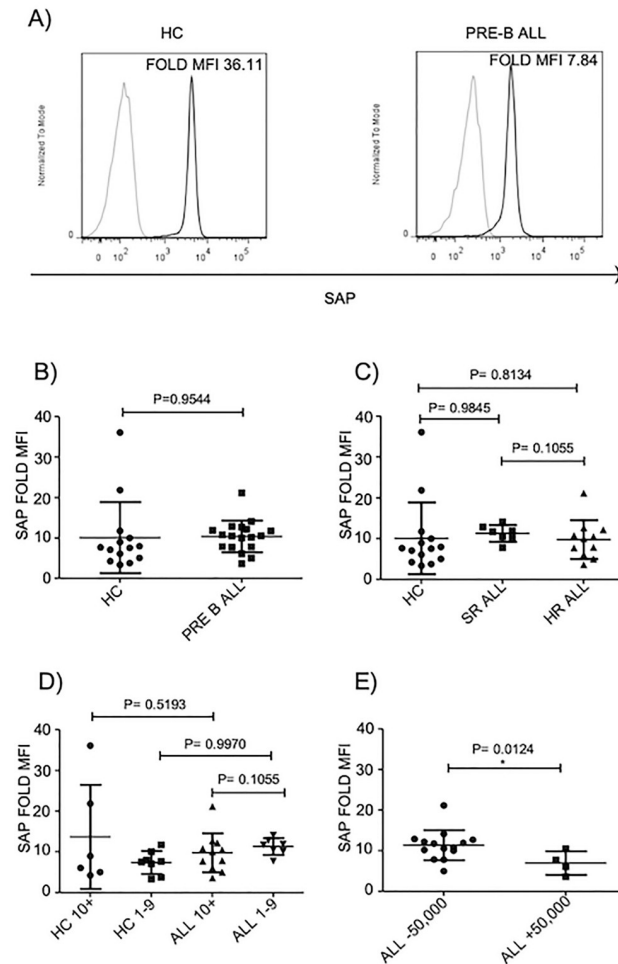 A)
HC
PRE-B ALL
FOLD MFI 36.11
FOLD MFI 7.84
Normalized To Mode
Normalized To Mode
0
0
0 10² 10³ 10⁴ 10⁵
0 10² 10³ 10⁴ 10⁵
SAP
B)
P=0.9544
SAP FOLD MFI
40
30
20
10
0
HC
PRE B ALL
C)
P= 0.8134
P= 0.9845
P= 0.1055
SAP FOLD MFI
40
30
20
10
0
HC
SR ALL
HR ALL
D)
P= 0.5193
P= 0.9970
P= 0.1055
SAP FOLD MFI
40
30
20
10
0
HC 10+
HC 1-9
ALL 10+
ALL 1-9
E)
P= 0.0124
*
SAP FOLD MFI
40
30
20
10
0
ALL -50,000
ALL +50,000